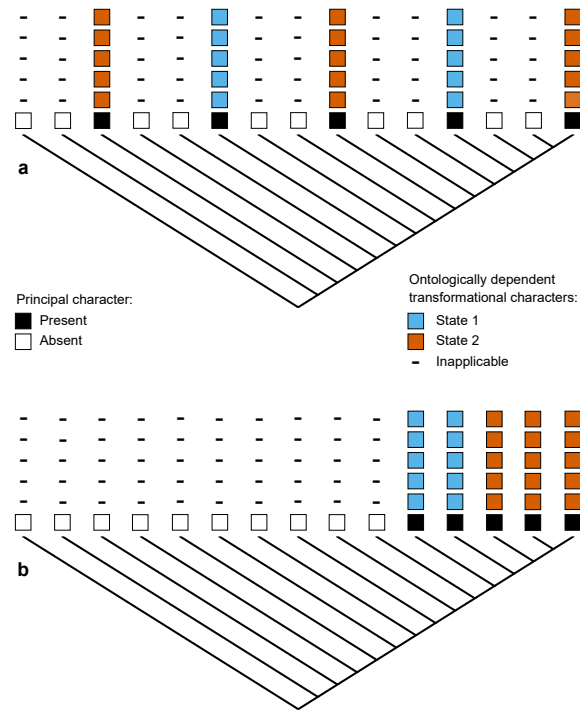 a
Principal character:
Present
Absent
Ontologically dependent
transformational characters:
State 1
State 2
- Inapplicable
b